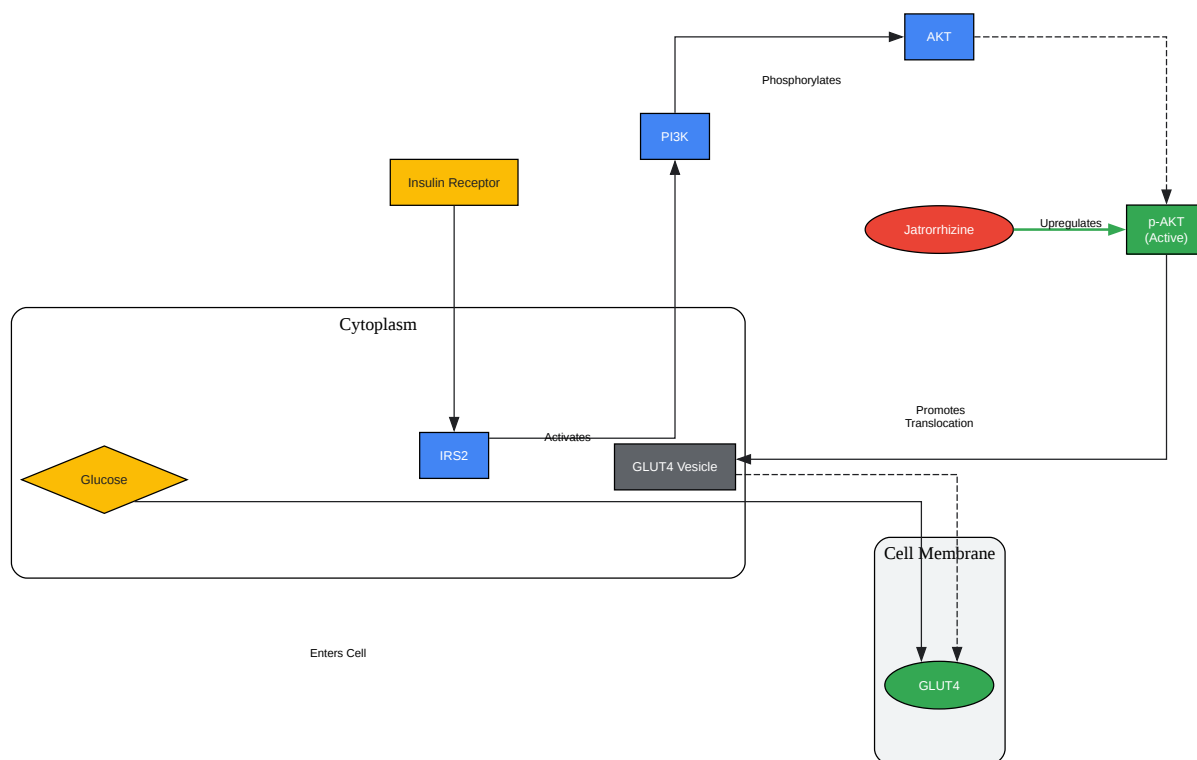 AKT
Phosphorylates
PI3K
Insulin Receptor
Jatrorrhizine
Upregulates
p-AKT
(Active)
Cytoplasm
Promotes
Translocation
Activates
IRS2
GLUT4 Vesicle
Glucose
Cell Membrane
Enters Cell
GLUT4